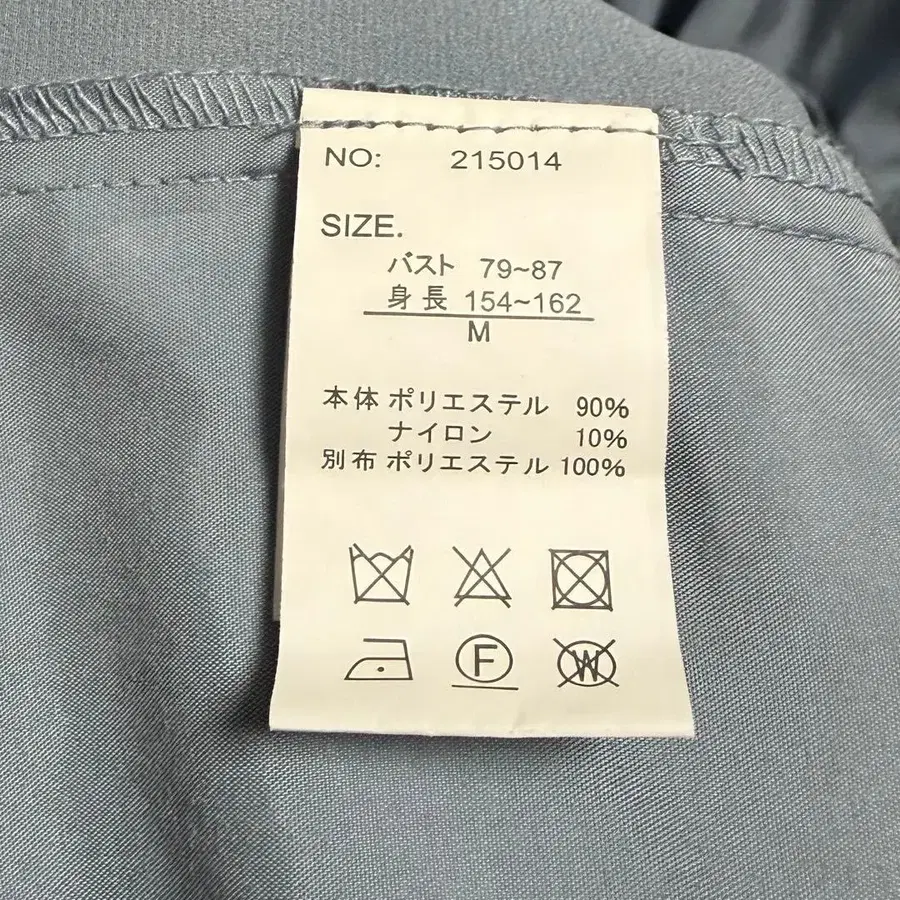 NO: 215014
SIZE.
バスト 79~87
身長 154~162
M
本体 ポリエステル 90%
ナイロン 10%
別布 ポリエステル 100%
F
W